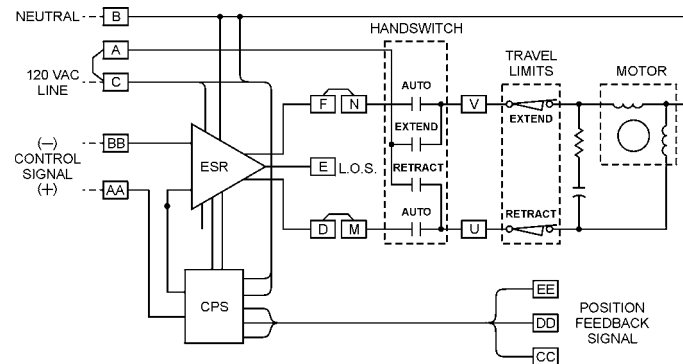 NEUTRAL
B
HANDSWITCH
A
120 VAC
LINE
C
TRAVEL
LIMITS
MOTOR
AUTO
F
N
V
EXTEND
EXTEND
(−)
CONTROL
SIGNAL
(+)
BB
AA
ESR
E
L.O.S.
RETRACT
D
M
AUTO
U
RETRACT
CPS
EE
DD
CC
POSITION
FEEDBACK
SIGNAL